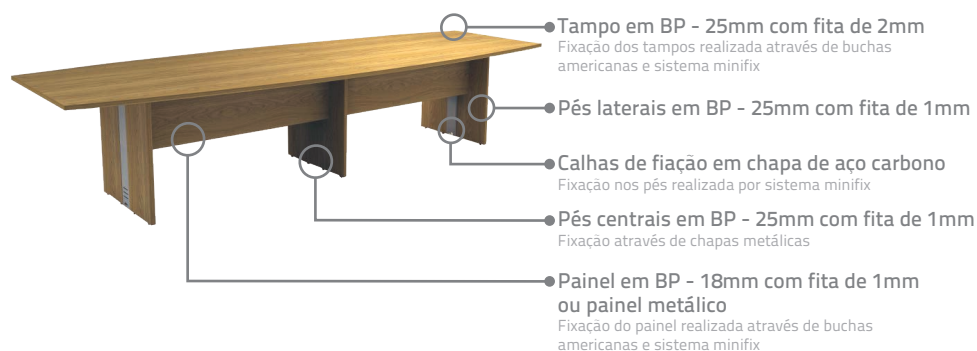 Tampo em BP - 25mm com fita de 2mm
Fixação dos tampos realizada através de buchas
americanas e sistema minifix
Pés laterais em BP - 25mm com fita de 1mm
Calhas de fiação em chapa de aço carbono
Fixação nos pés realizada por sistema minifix
Pés centrais em BP - 25mm com fita de 1mm
Fixação através de chapas metálicas
Painel em BP - 18mm com fita de 1mm
ou painel metálico
Fixação do painel realizada através de buchas
americanas e sistema minifix